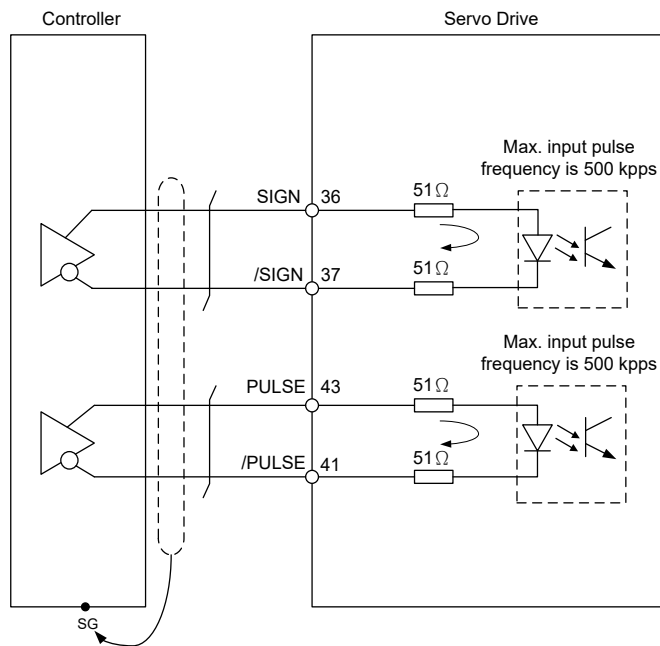 Controller
Servo Drive
Max. input pulse
frequency is 500 kpps
SIGN
36
51Ω
/SIGN
37
51Ω
Max. input pulse
frequency is 500 kpps
PULSE
43
51Ω
/PULSE
41
51Ω
SG